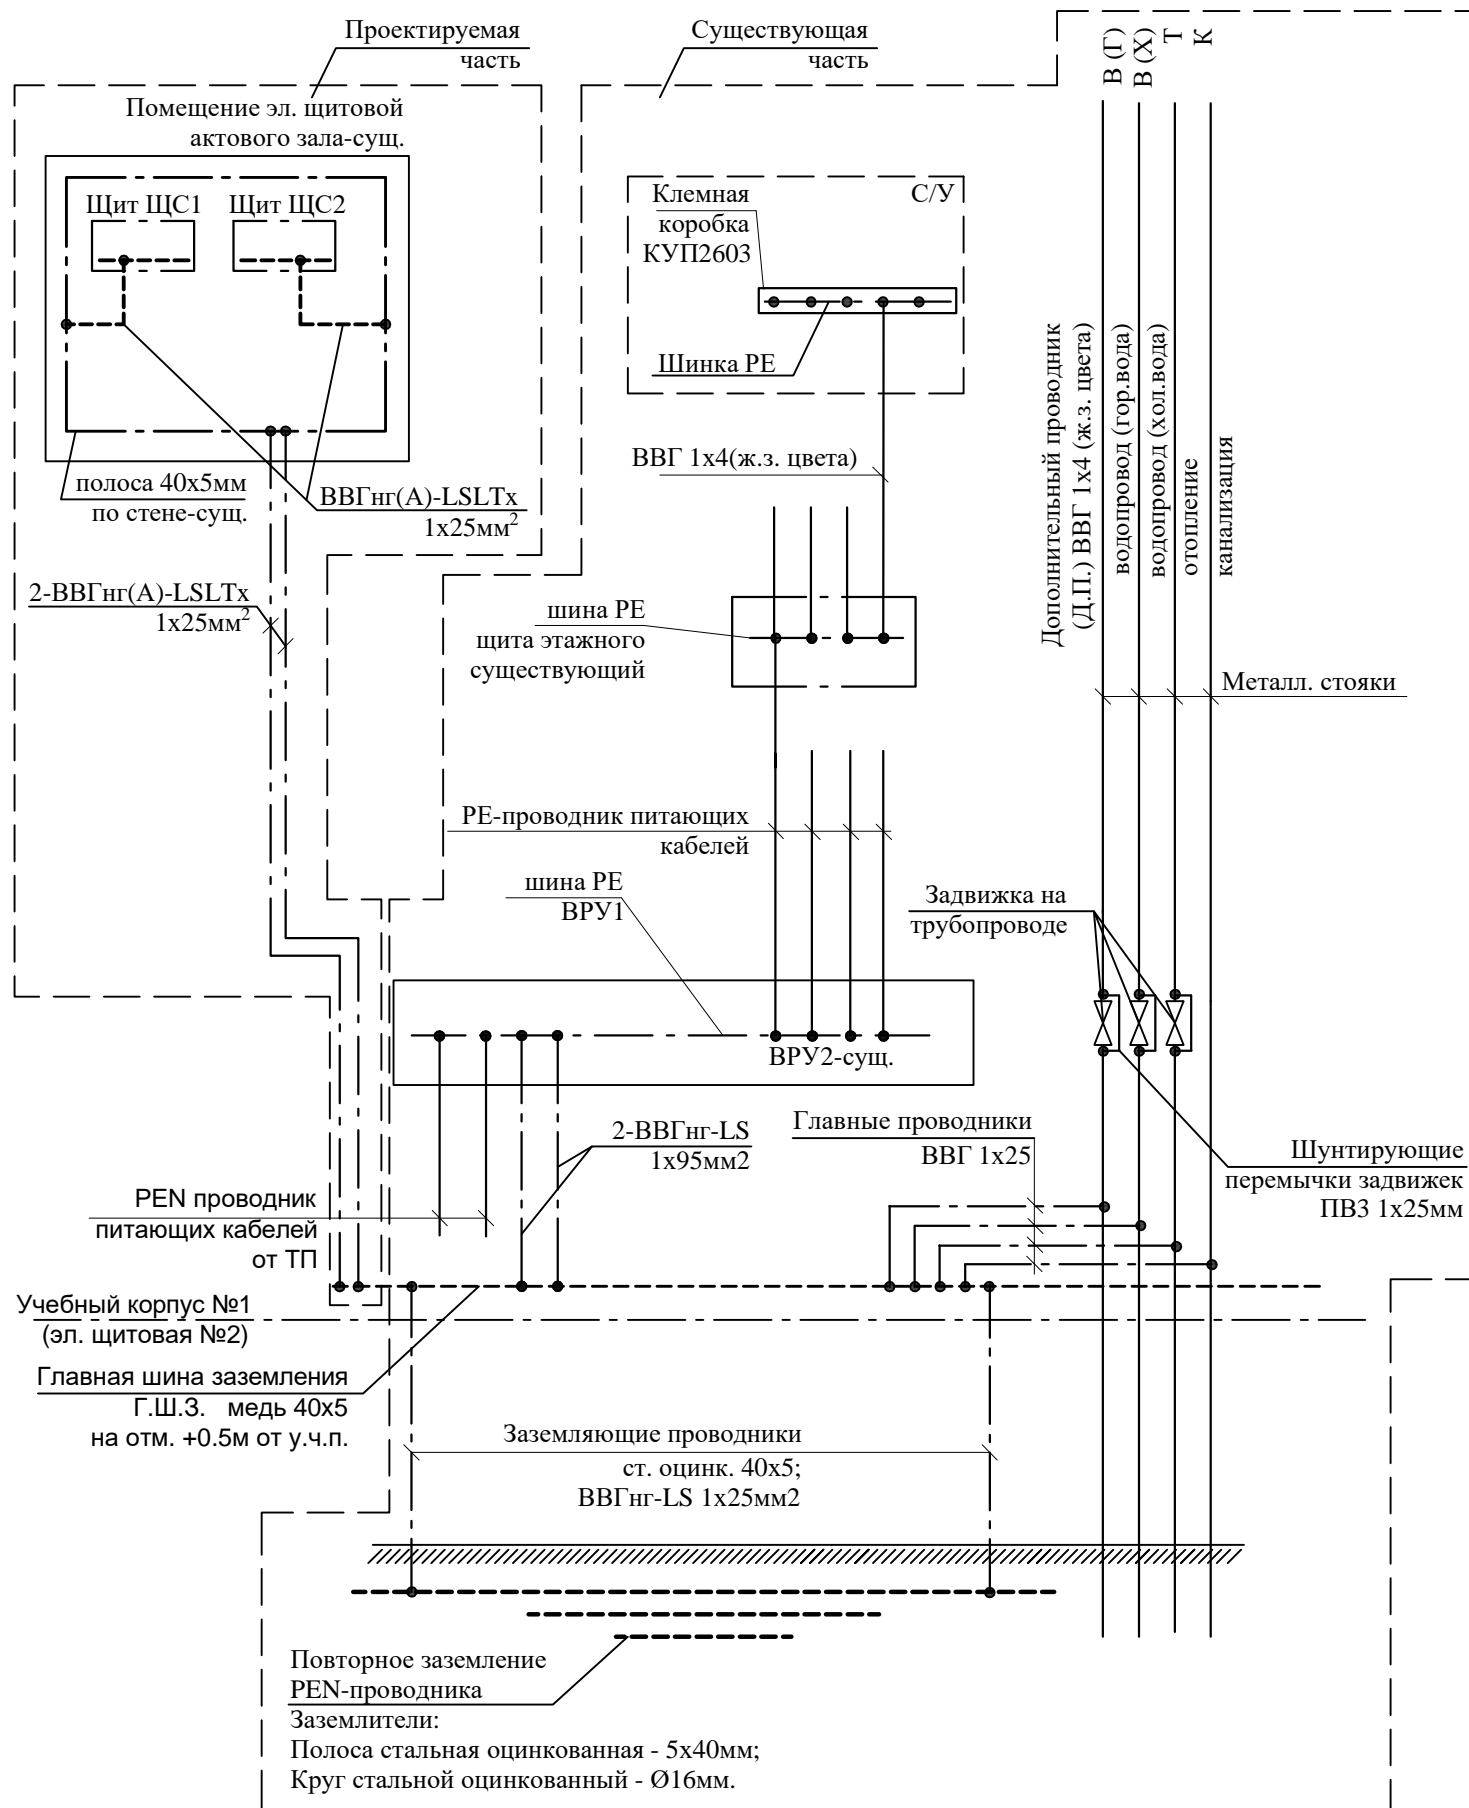 Проектируемая
часть
Существующая
часть
В (Г)
В (Х)
Т
К
Помещение эл. щитовой
актового зала-сущ.
Щит ЩС1
Щит ЩС2
Клемная
коробка
КУП2603
С/У
Шинка РЕ
ВВГ 1х4(ж.з. цвета)
Дополнительный проводник
(Д.П.) ВВГ 1х4 (ж.з. цвета)
водопровод (гор.вода)
водопровод (хол.вода)
отопление
канализация
полоса 40х5мм
по стене-сущ.
ВВГнг(А)-LSLTx
1х25мм²
2-ВВГнг(А)-LSLTx
1х25мм²
шина РЕ
щита этажного
существующий
Металл. стояки
РЕ-проводник питающих
кабелей
шина РЕ
ВРУ1
Задвижка на
трубопроводе
ВРУ2-сущ.
2-ВВГнг-LS
1х95мм2
Главные проводники
ВВГ 1х25
Шунтирующие
перемычки задвижек
ПВ3 1х25мм
PEN проводник
питающих кабелей
от ТП
Учебный корпус №1
(эл. щитовая №2)
Главная шина заземления
Г.Ш.З. медь 40х5
на отм. +0.5м от у.ч.п.
Заземляющие проводники
ст. оцинк. 40х5;
ВВГнг-LS 1х25мм2
Повторное заземление
PEN-проводника
Заземлители:
Полоса стальная оцинкованная - 5х40мм;
Круг стальной оцинкованный - Ø16мм.